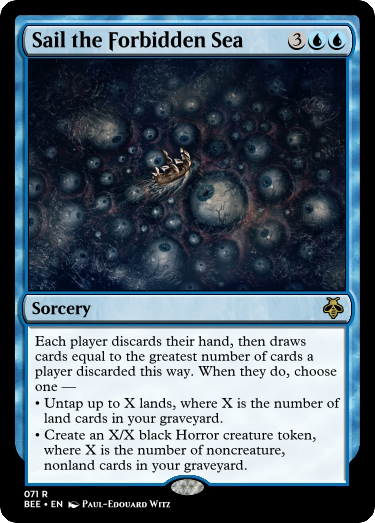 Sail the Forbidden Sea 3
Sorcery
Each player discards their hand, then draws
cards equal to the greatest number of cards a
player discarded this way. When they do, choose
one —
• Untap up to X lands, where X is the number of
land cards in your graveyard.
• Create an X/X black Horror creature token,
where X is the number of noncreature,
nonland cards in your graveyard.
071 R
BEE • EN Paul-Edouard Witz